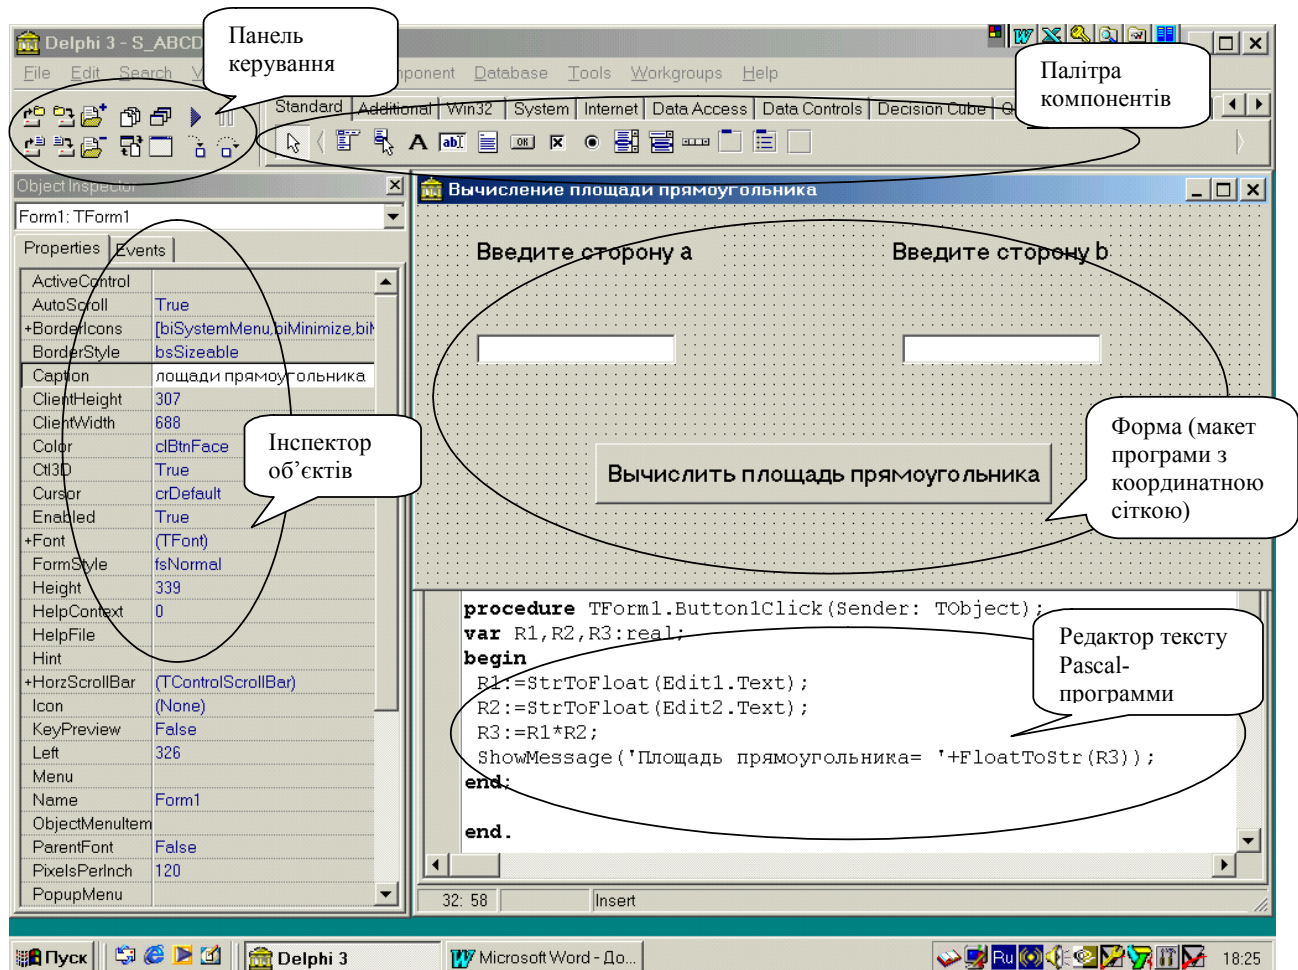 Delphi 3 - S_ABCD
Панель
керування
File Edit Component Database Tools Workgroups Help
Палітра
компонентів
Standard Additional Win32 System Internet Data Access Data Controls Decision Cube
Object Inspector
Form1: TForm1
Properties Events
ActiveControl
AutoScroll True
+BorderIcons [biSystemMenu,biMinimize,biM
BorderStyle bsSizeable
Caption лощади прямоугольника
ClientHeight 307
ClientWidth 688
Color clBtnFace
Ctl3D True
Cursor crDefault
Enabled True
+Font (TFont)
FormStyle fsNormal
Height 339
HelpContext 0
HelpFile
Hint
+HorzScrollBar (TControlScrollBar)
Icon (None)
KeyPreview False
Left 326
Menu
Name Form1
ObjectMenuItem
ParentFont False
PixelsPerInch 120
PopupMenu
Інспектор
об’єктів
Вычисление площади прямоугольника
Введите сторону a
Введите сторону b
Вычислить площадь прямоугольника
Форма (макет
програми з
координатною
сіткою)
procedure TForm1.Button1Click(Sender: TObject);
var R1,R2,R3:real;
begin
R1:=StrToFloat(Edit1.Text);
R2:=StrToFloat(Edit2.Text);
R3:=R1*R2;
ShowMessage('Площадь прямоугольника= '+FloatToStr(R3));
end;
end.
Редактор тексту
Pascal-
программи
32: 58 Insert
Пуск Delphi 3 Microsoft Word - До... Ru 18:25